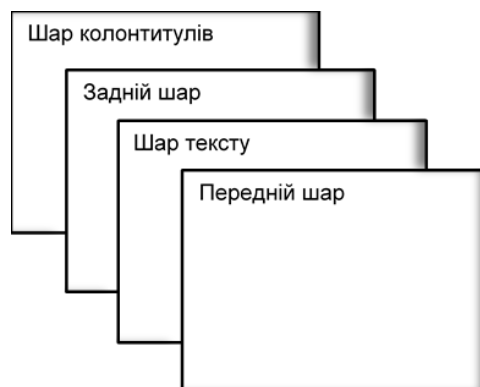 Шар колонтитулів
Задній шар
Шар тексту
Передній шар